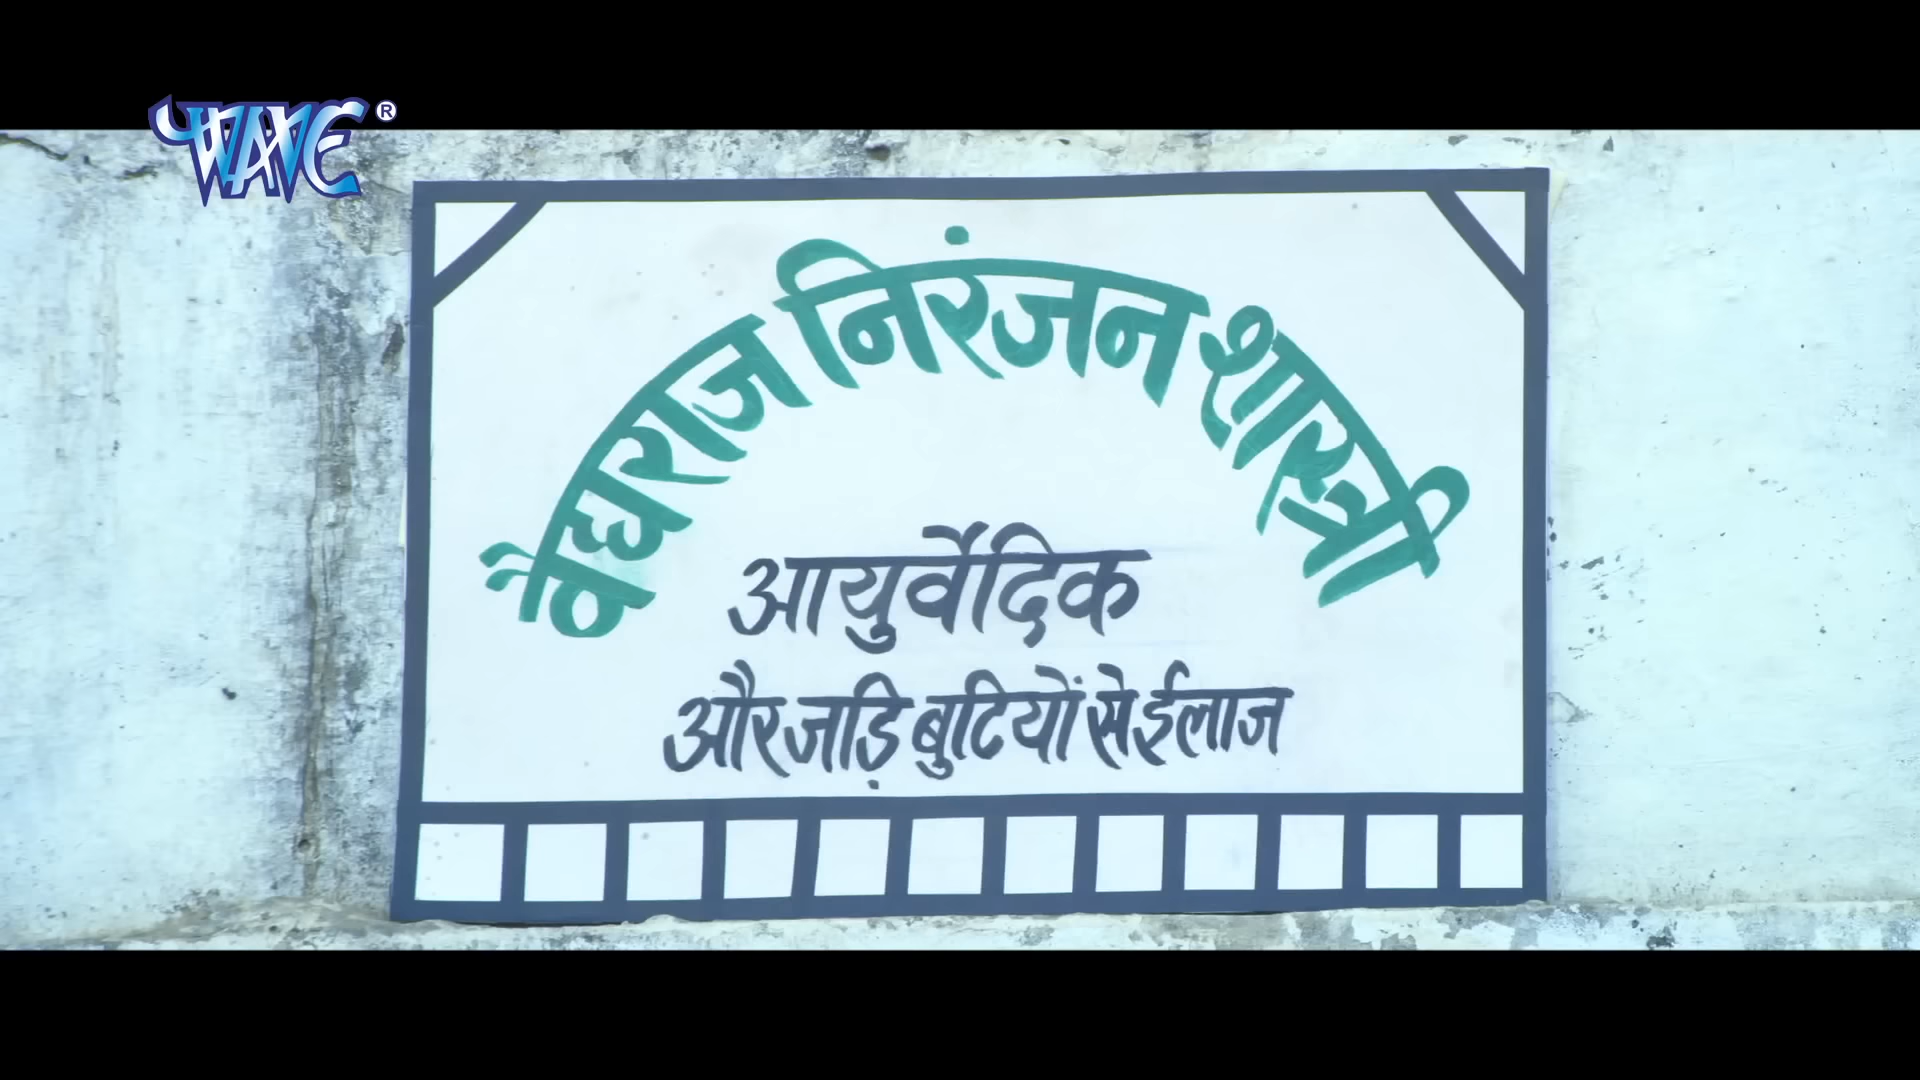 WAVE®
वैद्यराज निरंजन शास्त्री
आयुर्वेदिक
और जड़ि बुटियों से ईलाज